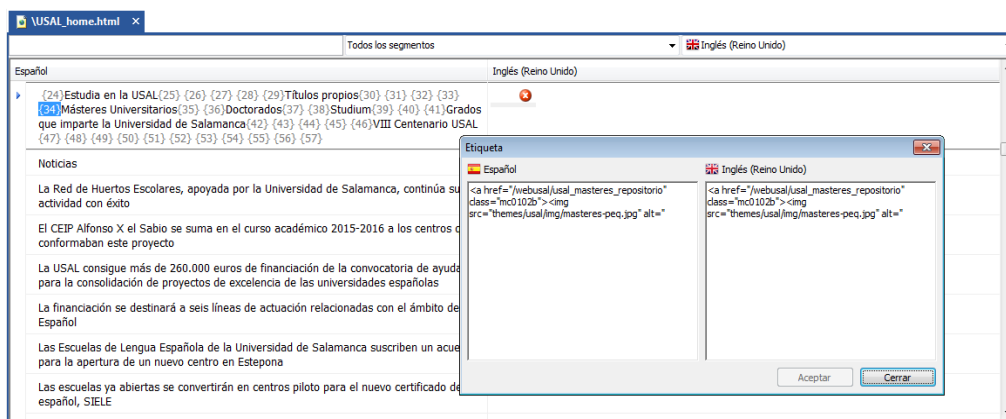 \USAL_home.html ×
Todos los segmentos Inglés (Reino Unido)
Español Inglés (Reino Unido)
{24}Estudia en la USAL{25} {26} {27} {28} {29}Títulos propios{30} {31} {32} {33}
{34}Másteres Universitarios{35} {36}Doctorados{37} {38}Studium{39} {40} {41}Grados
que imparte la Universidad de Salamanca{42} {43} {44} {45} {46}VIII Centenario USAL
{47} {48} {49} {50} {51} {52} {53} {54} {55} {56} {57}
Noticias
La Red de Huertos Escolares, apoyada por la Universidad de Salamanca, continúa su
actividad con éxito
El CEIP Alfonso X el Sabio se suma en el curso académico 2015-2016 a los centros
conformaban este proyecto
La USAL consigue más de 260.000 euros de financiación de la convocatoria de ayuda
para la consolidación de proyectos de excelencia de las universidades españolas
La financiación se destinará a seis líneas de actuación relacionadas con el ámbito de
Español
Las Escuelas de Lengua Española de la Universidad de Salamanca suscriben un acue
para la apertura de un nuevo centro en Estepona
Las escuelas ya abiertas se convertirán en centros piloto para el nuevo certificado de
español, SIELE
Etiqueta
Español
<a href="/webusal/usal_masteres_repositorio"
class="mc0102b"><img
src="themes/usal/img/masteres-peq.jpg" alt="
Inglés (Reino Unido)
<a href="/webusal/usal_masteres_repositorio"
class="mc0102b"><img
src="themes/usal/img/masteres-peq.jpg" alt="
Aceptar Cerrar